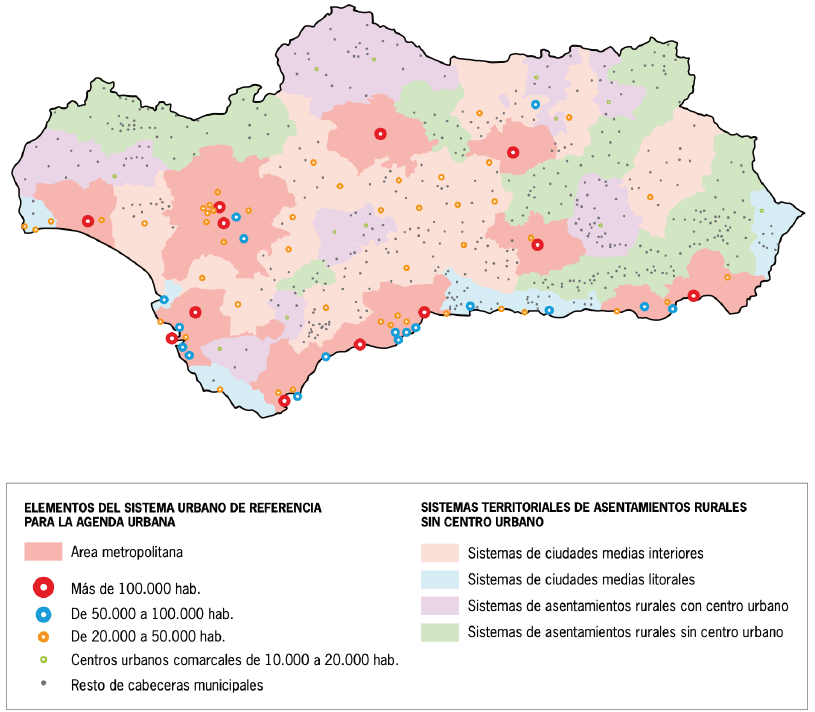 ELEMENTOS DEL SISTEMA URBANO DE REFERENCIA
PARA LA AGENDA URBANA
Area metropolitana
Más de 100.000 hab.
De 50.000 a 100.000 hab.
De 20.000 a 50.000 hab.
Centros urbanos comarcales de 10.000 a 20.000 hab.
Resto de cabeceras municipales
SISTEMAS TERRITORIALES DE ASENTAMIENTOS RURALES
SIN CENTRO URBANO
Sistemas de ciudades medias interiores
Sistemas de ciudades medias litorales
Sistemas de asentamientos rurales con centro urbano
Sistemas de asentamientos rurales sin centro urbano